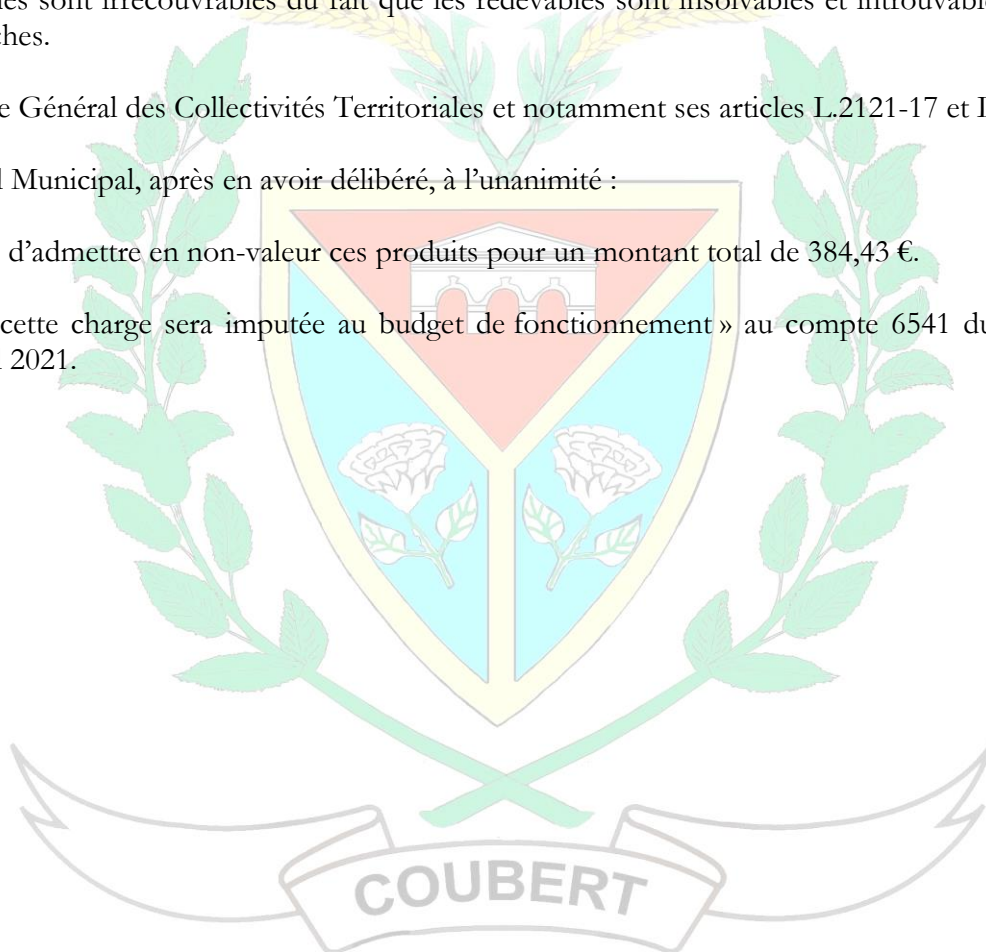 sont irrécouvrables du fait que les redevables sont insolvables et
ches.
Général des Collectivités Territoriales et notamment ses articles L.2121-17 et
Municipal, après en avoir délibéré, à l’unanimité :
d’admettre en non-valeur ces produits pour un montant total de 384,43 €.
cette charge sera imputée au budget de fonctionnement » au compte 6541 du
2021.
COUBERT